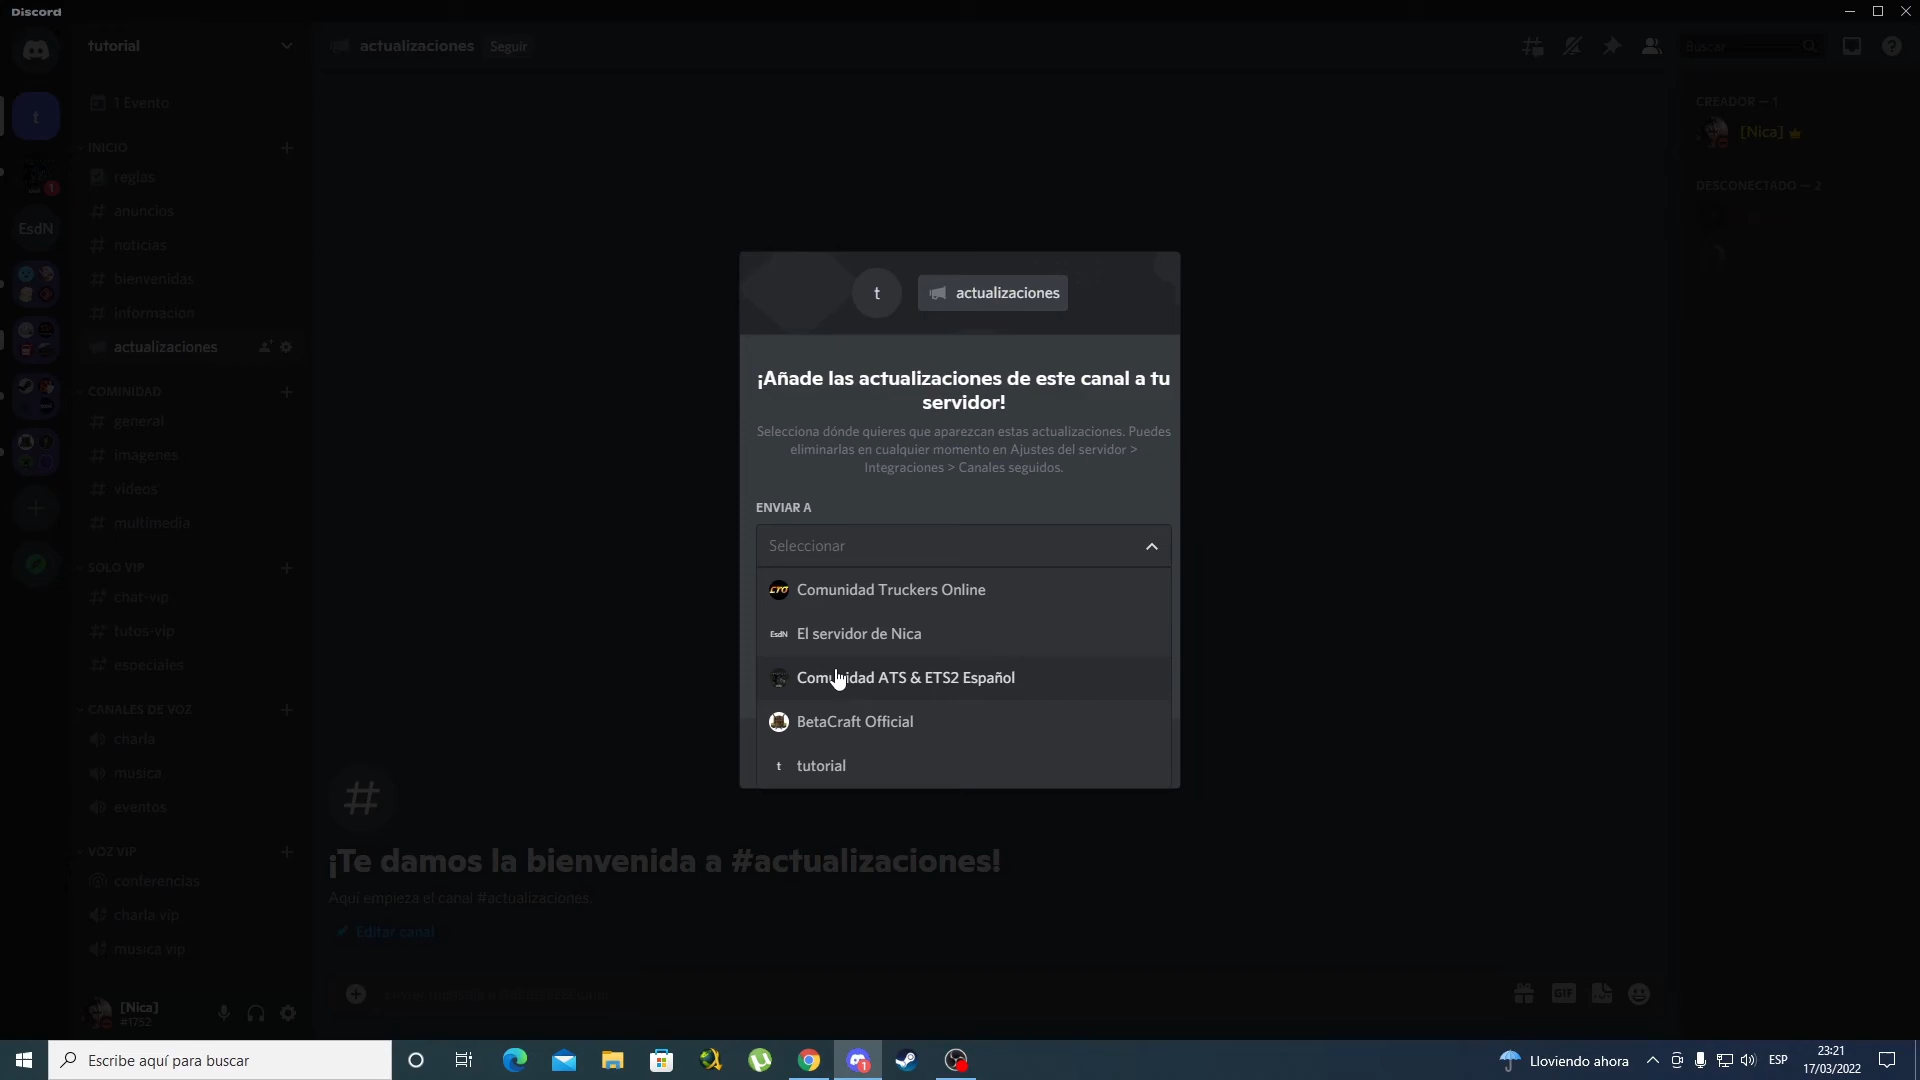 Discord
tutorial
actualizaciones
Seguir
Buscar
1 Evento
INICIO
reglas
anuncios
noticias
bienvenidas
informacion
actualizaciones
COMINIDAD
general
imagenes
videos
multimedia
SOLO VIP
chat-vip
tutos-vip
especiales
CANALES DE VOZ
charla
musica
eventos
VOZ VIP
conferencias
charla vip
musica vip
[Nica]
#1752
t
1
EsdN
t
actualizaciones
¡Añade las actualizaciones de este canal a tu
servidor!
Selecciona dónde quieres que aparezcan estas actualizaciones. Puedes
eliminarlas en cualquier momento en Ajustes del servidor >
Integraciones > Canales seguidos.
ENVIAR A
Seleccionar
CTO Comunidad Truckers Online
EsdN El servidor de Nica
Comunidad ATS & ETS2 Español
BetaCraft Official
t tutorial
¡Te damos la bienvenida a #actualizaciones!
Aquí empieza el canal #actualizaciones.
Editar canal
GIF
CREADOR — 1
[Nica]
DESCONECTADO — 2
Escribe aquí para buscar
1
Lloviendo ahora
ESP
23:21
17/03/2022